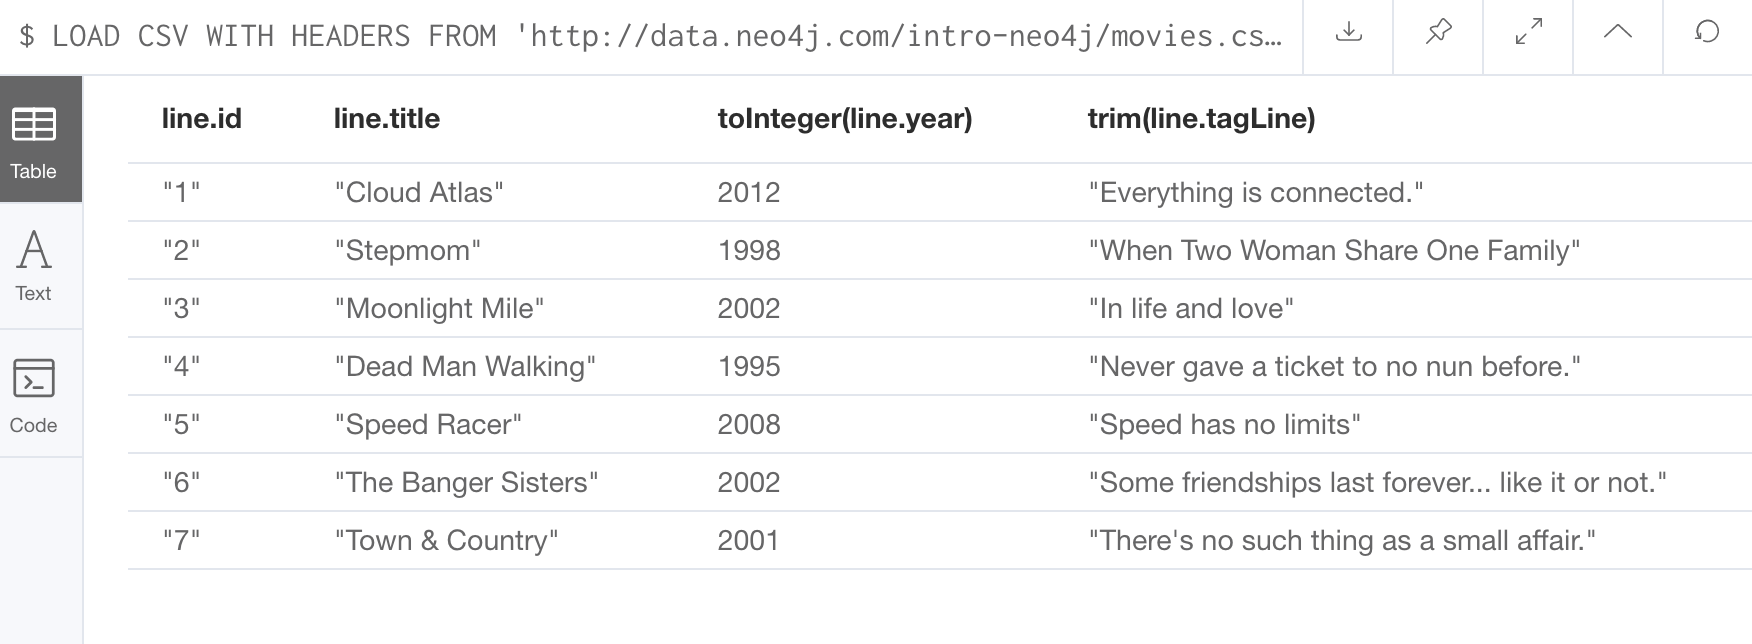 $ LOAD CSV WITH HEADERS FROM 'http://data.neo4j.com/intro-neo4j/movies.cs…
Table
Text
Code
line.id line.title toInteger(line.year) trim(line.tagLine)
"1" "Cloud Atlas" 2012 "Everything is connected."
"2" "Stepmom" 1998 "When Two Woman Share One Family"
"3" "Moonlight Mile" 2002 "In life and love"
"4" "Dead Man Walking" 1995 "Never gave a ticket to no nun before."
"5" "Speed Racer" 2008 "Speed has no limits"
"6" "The Banger Sisters" 2002 "Some friendships last forever... like it or not."
"7" "Town & Country" 2001 "There's no such thing as a small affair."